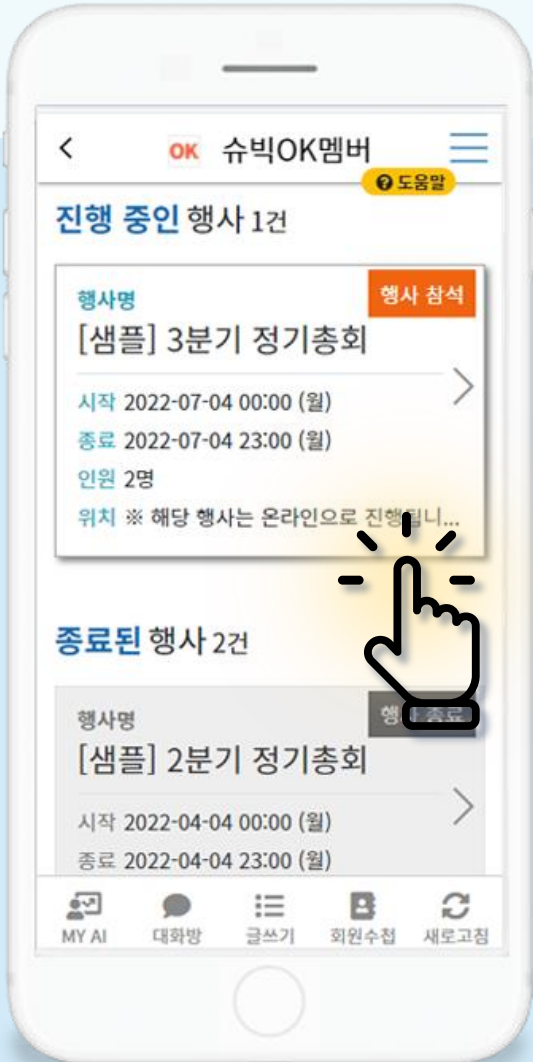 OK 슈빅OK멤버
도움말
진행 중인 행사 1건
행사 참석
행사명
[샘플] 3분기 정기총회
시작 2022-07-04 00:00 (월)
종료 2022-07-04 23:00 (월)
인원 2명
위치 ※ 해당 행사는 온라인으로 진행됩니...
종료된 행사 2건
행사 종료
행사명
[샘플] 2분기 정기총회
시작 2022-04-04 00:00 (월)
종료 2022-04-04 23:00 (월)
MY AI 대화방 글쓰기 회원수첩 새로고침